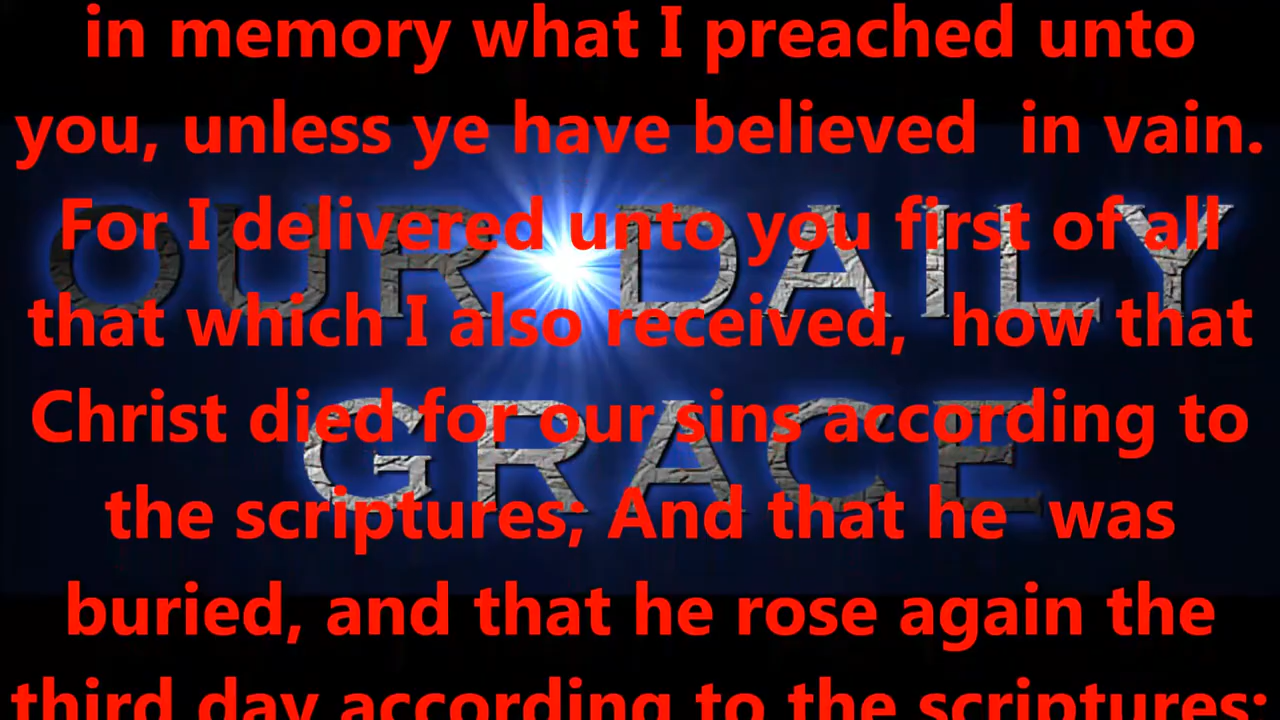 in memory what I preached unto
you, unless ye have believed in vain.
For I delivered unto you first of all
OUR DAILY
that which I also received, how that
Christ died for our sins according to
GRACE
the scriptures; And that he was
buried, and that he rose again the
third day according to the scriptures: